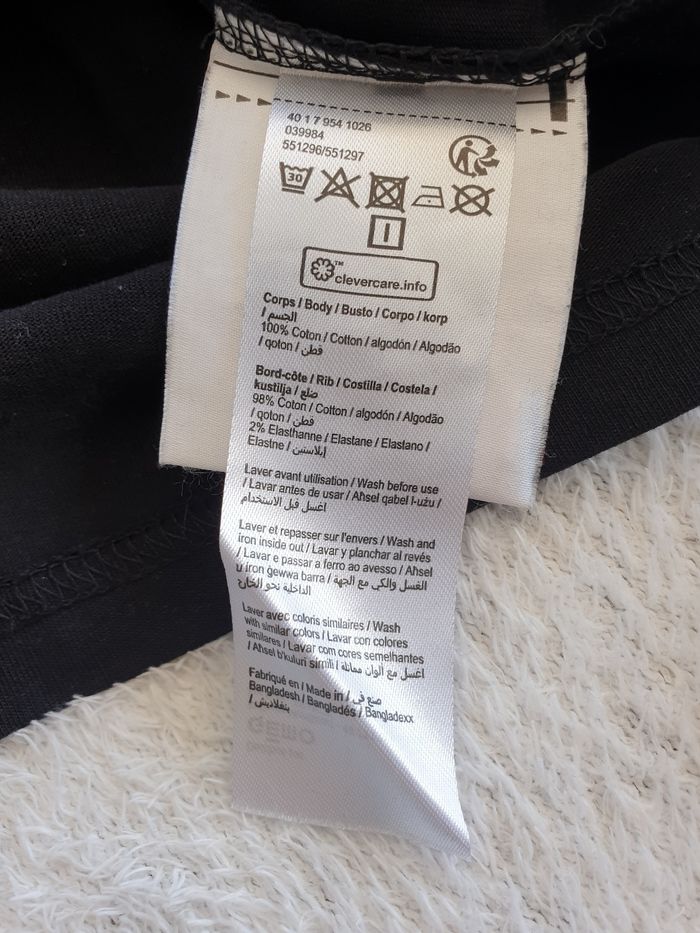 40 1 7 954 1026
039984
551296/551297
30
clevercare.info
TM
Corps / Body / Busto / Corpo / korp
/ الجسم
100% Coton / Cotton / algodón / Algodão
/ qoton / قطن
Bord-côte / Rib / Costilla / Costela /
kustilja / ضلع
98% Coton / Cotton / algodón / Algodão
/ qoton / قطن
2% Elasthanne / Elastane / Elastano /
Elastne / إيلاستين
Laver avant utilisation / Wash before use
/ Lavar antes de usar / Aħsel qabel l-użu /
اغسل قبل الاستخدام
Laver et repasser sur l'envers / Wash and
iron inside out / Lavar y planchar al revés
/ Lavar e passar a ferro ao avesso / Aħsel
u iron ġewwa barra / الغسل والكي مع الجهة
الداخلية نحو الخارج
Laver avec coloris similaires / Wash
with similar colors / Lavar con colores
similares / Lavar com cores semelhantes
/ Aħsel b'kuluri simili / اغسل مع ألوان مماثلة
Fabriqué en / Made in / صنع في
Bangladesh / Bangladés / Bangladexx
/ بنغلاديش